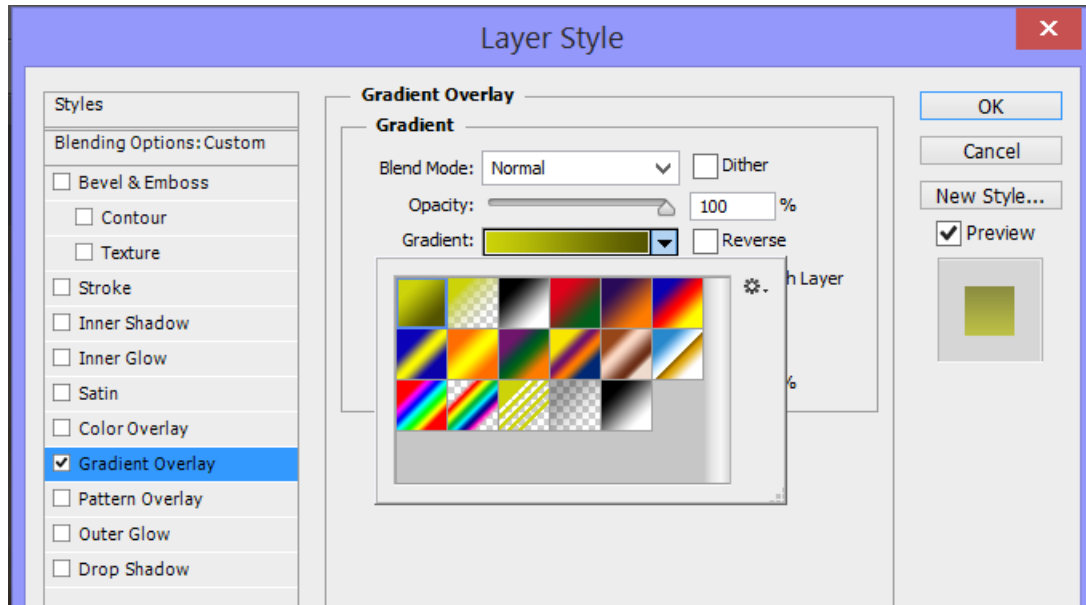 Layer Style
Styles
Blending Options: Custom
Bevel & Emboss
Contour
Texture
Stroke
Inner Shadow
Inner Glow
Satin
Color Overlay
Gradient Overlay
Pattern Overlay
Outer Glow
Drop Shadow
Gradient Overlay
Gradient
Blend Mode: Normal Dither
Opacity: 100 %
Gradient: Reverse
h Layer
%
OK
Cancel
New Style...
Preview